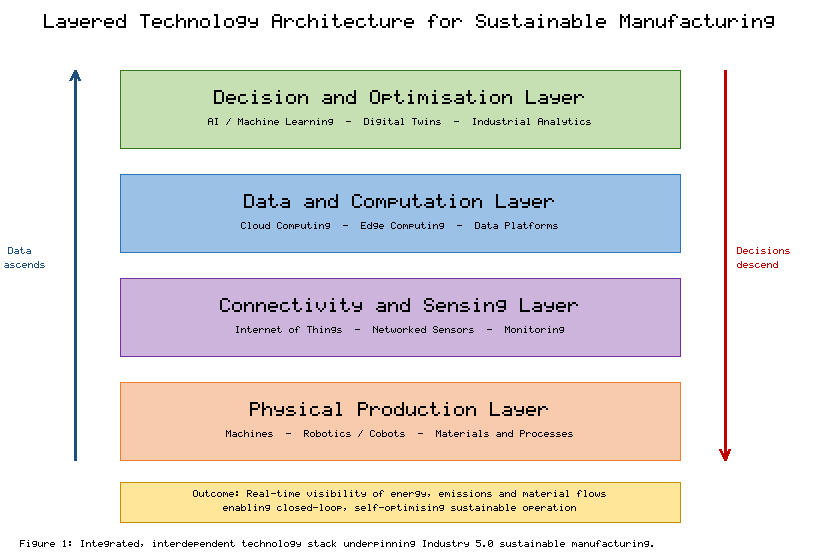 Layered Technology Architecture for Sustainable Manufacturing
Decision and Optimisation Layer
AI / Machine Learning - Digital Twins - Industrial Analytics
Data and Computation Layer
Cloud Computing - Edge Computing - Data Platforms
Data
ascends
Decisions
descend
Connectivity and Sensing Layer
Internet of Things - Networked Sensors - Monitoring
Physical Production Layer
Machines - Robotics / Cobots - Materials and Processes
Outcome: Real-time visibility of energy, emissions and material flows
enabling closed-loop, self-optimising sustainable operation
Figure 1: Integrated, interdependent technology stack underpinning Industry 5.0 sustainable manufacturing.